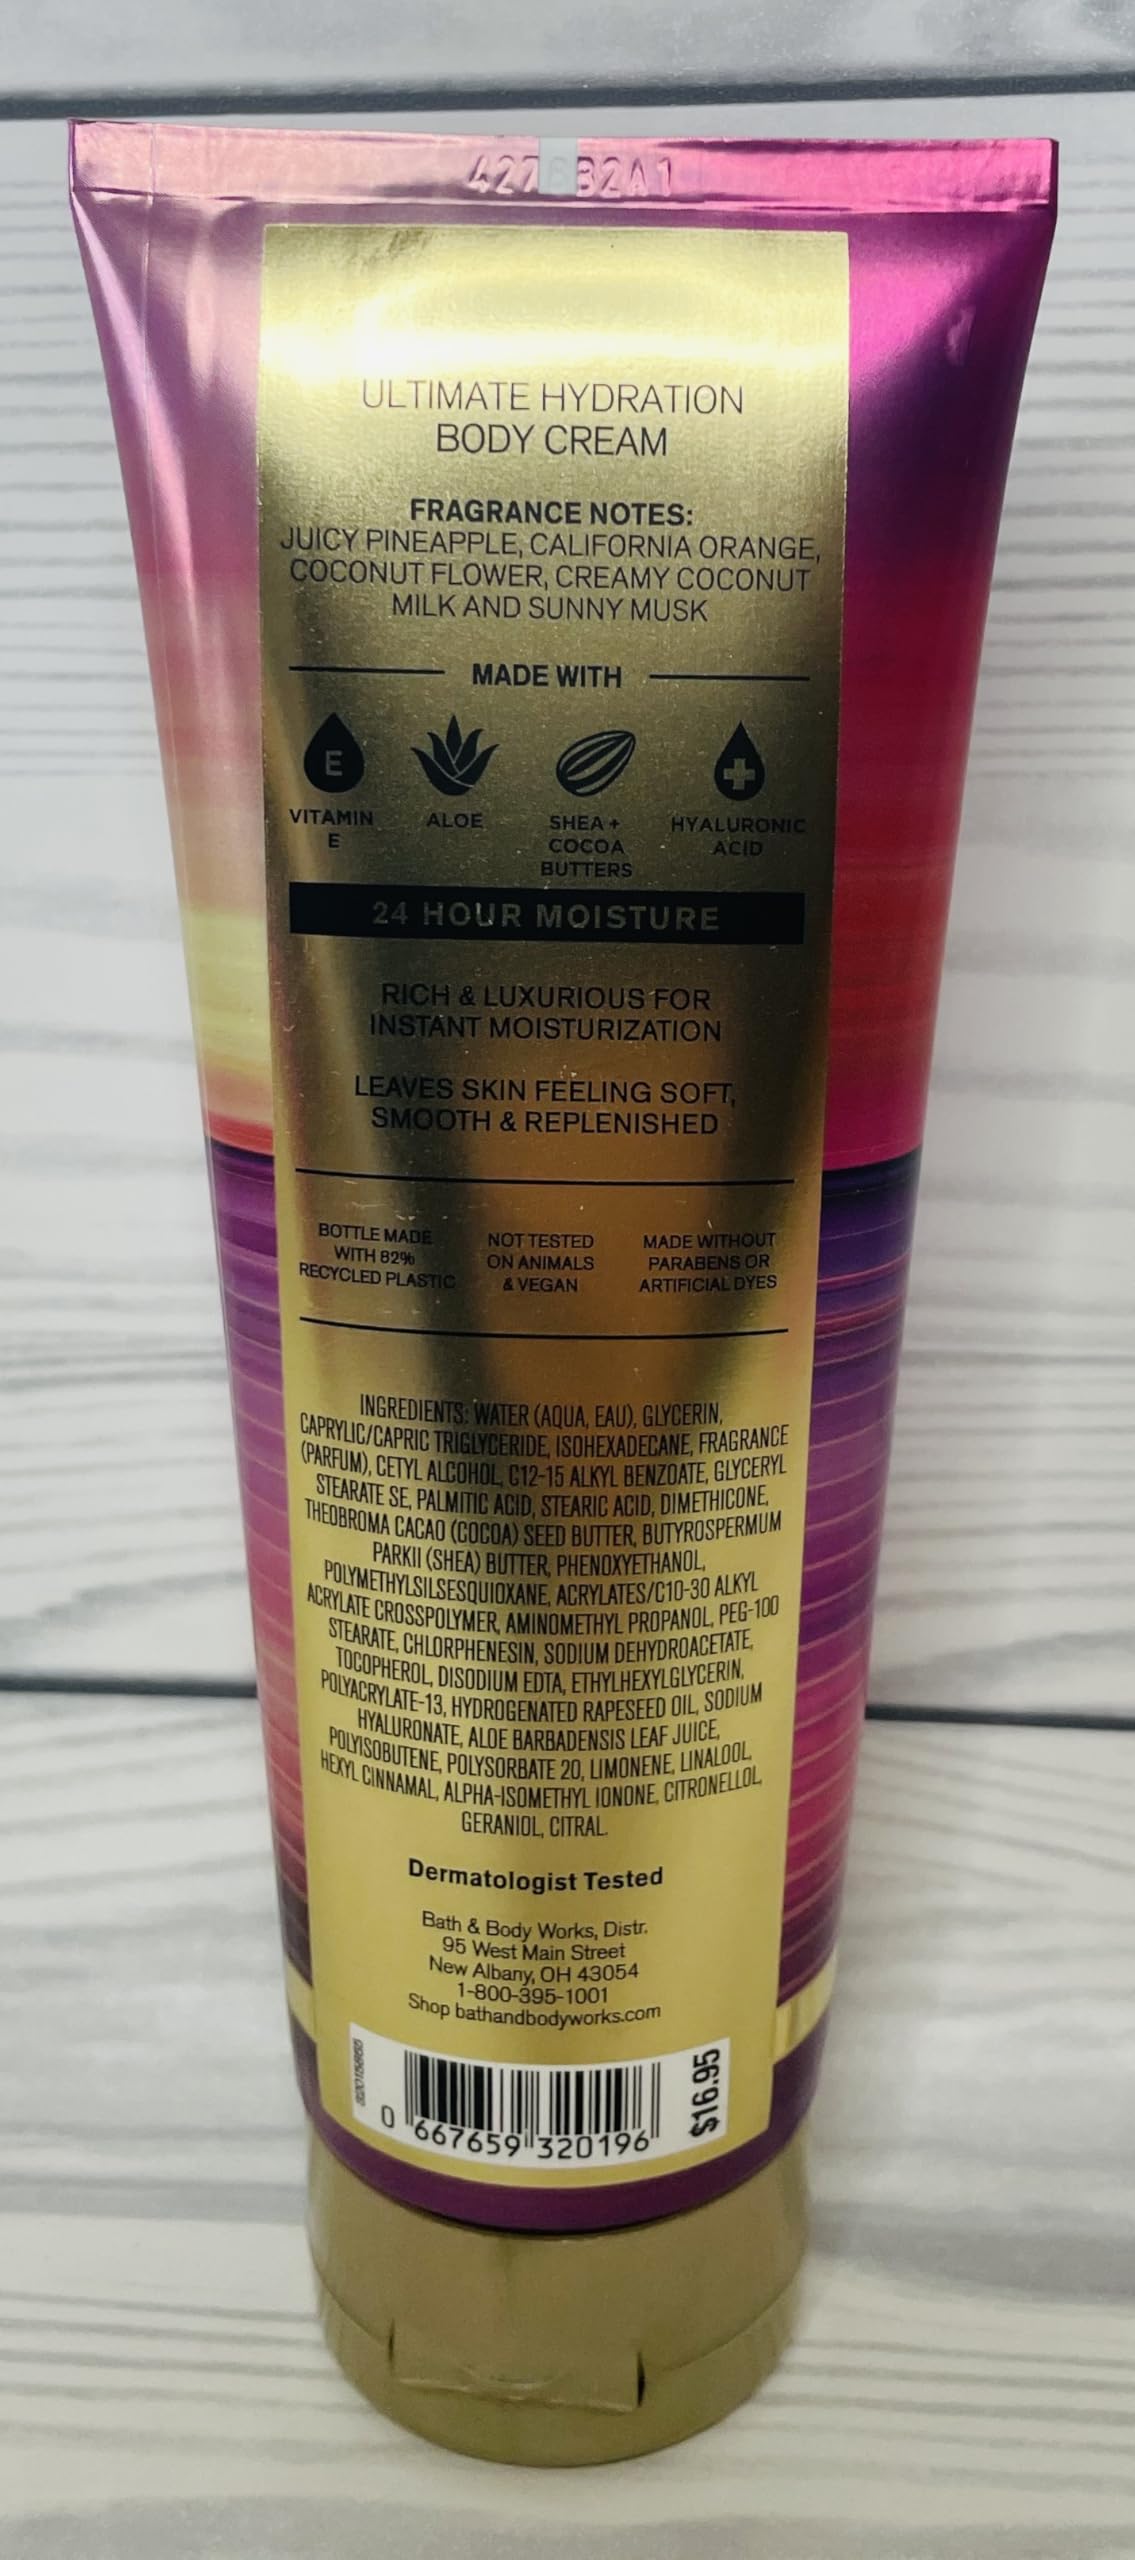 ULTIMATE HYDRATION
BODY CREAM
FRAGRANCE NOTES:
JUICY PINEAPPLE, CALIFORNIA ORANGE,
COCONUT FLOWER, CREAMY COCONUT
MILK AND SUNNY MUSK
MADE WITH
E
VITAMIN
E
ALOE
SHEA +
COCOA
BUTTERS
HYALURONIC
ACID
24 HOUR MOISTURE
RICH & LUXURIOUS FOR
INSTANT MOISTURIZATION
LEAVES SKIN FEELING SOFT,
SMOOTH & REPLENISHED
BOTTLE MADE
WITH 82%
RECYCLED PLASTIC
NOT TESTED
ON ANIMALS
& VEGAN
MADE WITHOUT
PARABENS OR
ARTIFICIAL DYES
INGREDIENTS: WATER (AQUA, EAU), GLYCERIN,
CAPRYLIC/CAPRIC TRIGLYCERIDE, ISOHEXADECANE, FRAGRANCE
(PARFUM), CETYL ALCOHOL, C12-15 ALKYL BENZOATE, GLYCERYL
STEARATE SE, PALMITIC ACID, STEARIC ACID, DIMETHICONE,
THEOBROMA CACAO (COCOA) SEED BUTTER, BUTYROSPERMUM
PARKII (SHEA) BUTTER, PHENOXYETHANOL,
POLYMETHYLSILSESQUIOXANE, ACRYLATES/C10-30 ALKYL
ACRYLATE CROSSPOLYMER, AMINOMETHYL PROPANOL, PEG-100
STEARATE, CHLORPHENESIN, SODIUM DEHYDROACETATE,
TOCOPHEROL, DISODIUM EDTA, ETHYLHEXYLGLYCERIN,
POLYACRYLATE-13, HYDROGENATED RAPESEED OIL, SODIUM
HYALURONATE, ALOE BARBADENSIS LEAF JUICE,
POLYISOBUTENE, POLYSORBATE 20, LIMONENE, LINALOOL,
HEXYL CINNAMAL, ALPHA-ISOMETHYL IONONE, CITRONELLOL,
GERANIOL, CITRAL.
Dermatologist Tested
Bath & Body Works, Distr.
95 West Main Street
New Albany, OH 43054
1-800-395-1001
Shop bathandbodyworks.com
0 667659 320196
$16.95